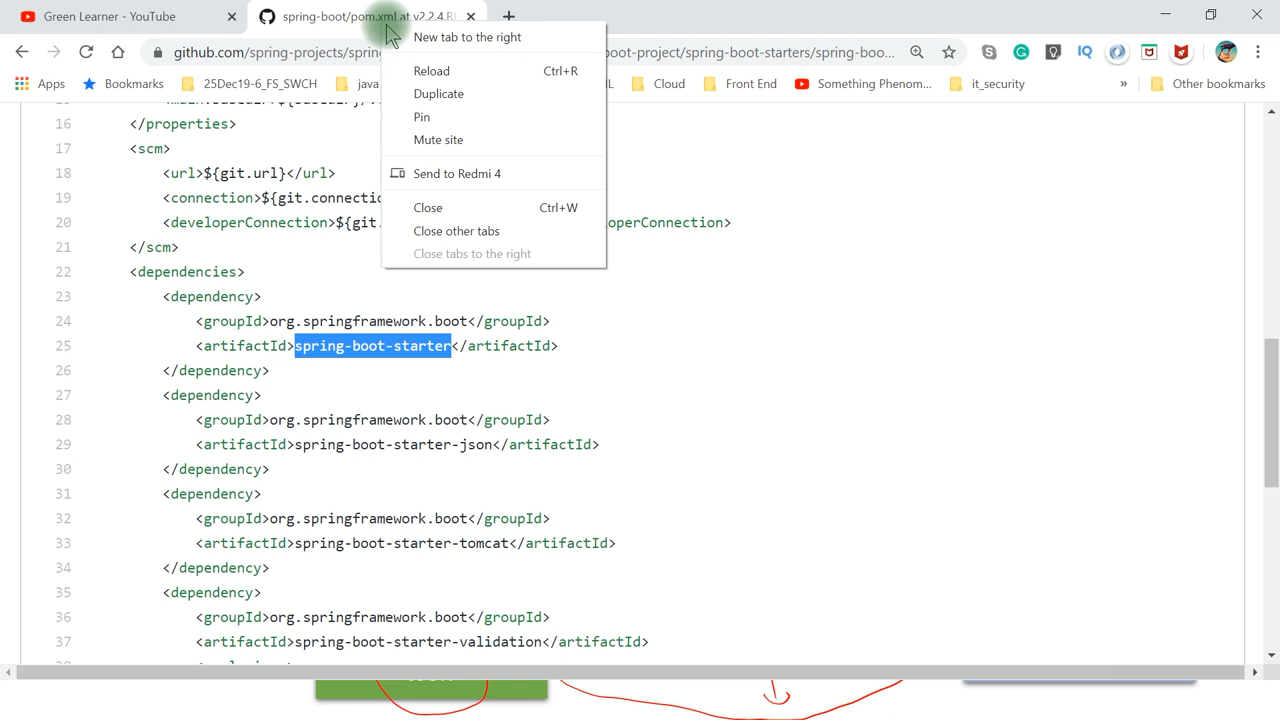 Green Learner - YouTube
spring-boot/pom.xml at v2.2.4.RE
New tab to the right
github.com/spring-projects/spring
boot-project/spring-boot-starters/spring-boo...
Reload Ctrl+R
Apps Bookmarks 25Dec19-6_FS_SWCH java
Cloud Front End Something Phenom... it_security » Other bookmarks
Duplicate
Pin
Mute site
Send to Redmi 4
Close Ctrl+W
Close other tabs
Close tabs to the right
16 </properties>
17 <scm>
18 <url>${git.url}</url>
19 <connection>${git.connectio
20 <developerConnection>${git. loperConnection>
21 </scm>
22 <dependencies>
23 <dependency>
24 <groupId>org.springframework.boot</groupId>
25 <artifactId>spring-boot-starter</artifactId>
26 </dependency>
27 <dependency>
28 <groupId>org.springframework.boot</groupId>
29 <artifactId>spring-boot-starter-json</artifactId>
30 </dependency>
31 <dependency>
32 <groupId>org.springframework.boot</groupId>
33 <artifactId>spring-boot-starter-tomcat</artifactId>
34 </dependency>
35 <dependency>
36 <groupId>org.springframework.boot</groupId>
37 <artifactId>spring-boot-starter-validation</artifactId>